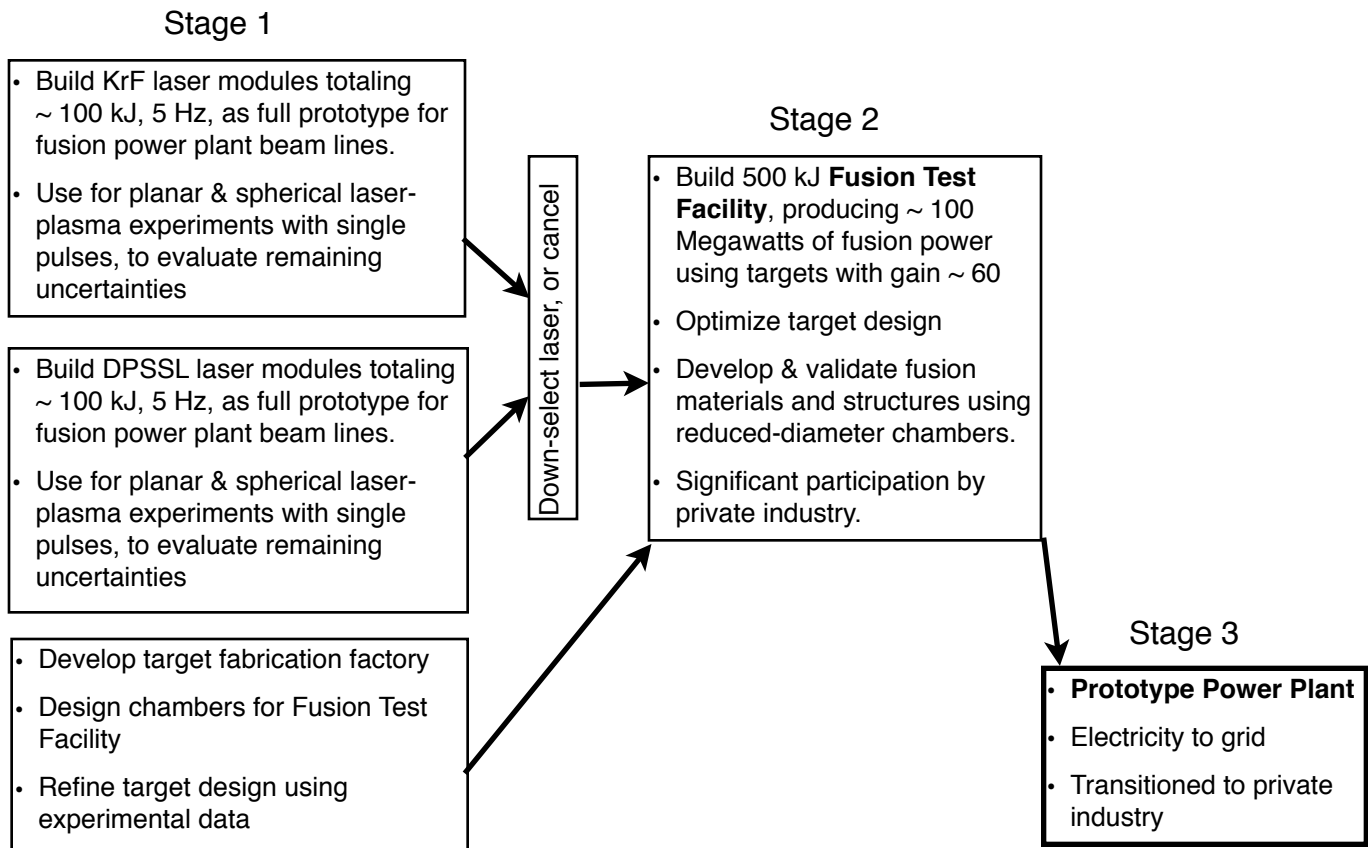 Stage 1
• Build KrF laser modules totaling
~ 100 kJ, 5 Hz, as full prototype for
fusion power plant beam lines.
• Use for planar & spherical laser-
plasma experiments with single
pulses, to evaluate remaining
uncertainties
• Build DPSSL laser modules totaling
~ 100 kJ, 5 Hz, as full prototype for
fusion power plant beam lines.
• Use for planar & spherical laser-
plasma experiments with single
pulses, to evaluate remaining
uncertainties
• Develop target fabrication factory
• Design chambers for Fusion Test
Facility
• Refine target design using
experimental data
Down-select laser, or cancel
Stage 2
• Build 500 kJ Fusion Test
Facility, producing ~ 100
Megawatts of fusion power
using targets with gain ~ 60
• Optimize target design
• Develop & validate fusion
materials and structures using
reduced-diameter chambers.
• Significant participation by
private industry.
Stage 3
• Prototype Power Plant
• Electricity to grid
• Transitioned to private
industry